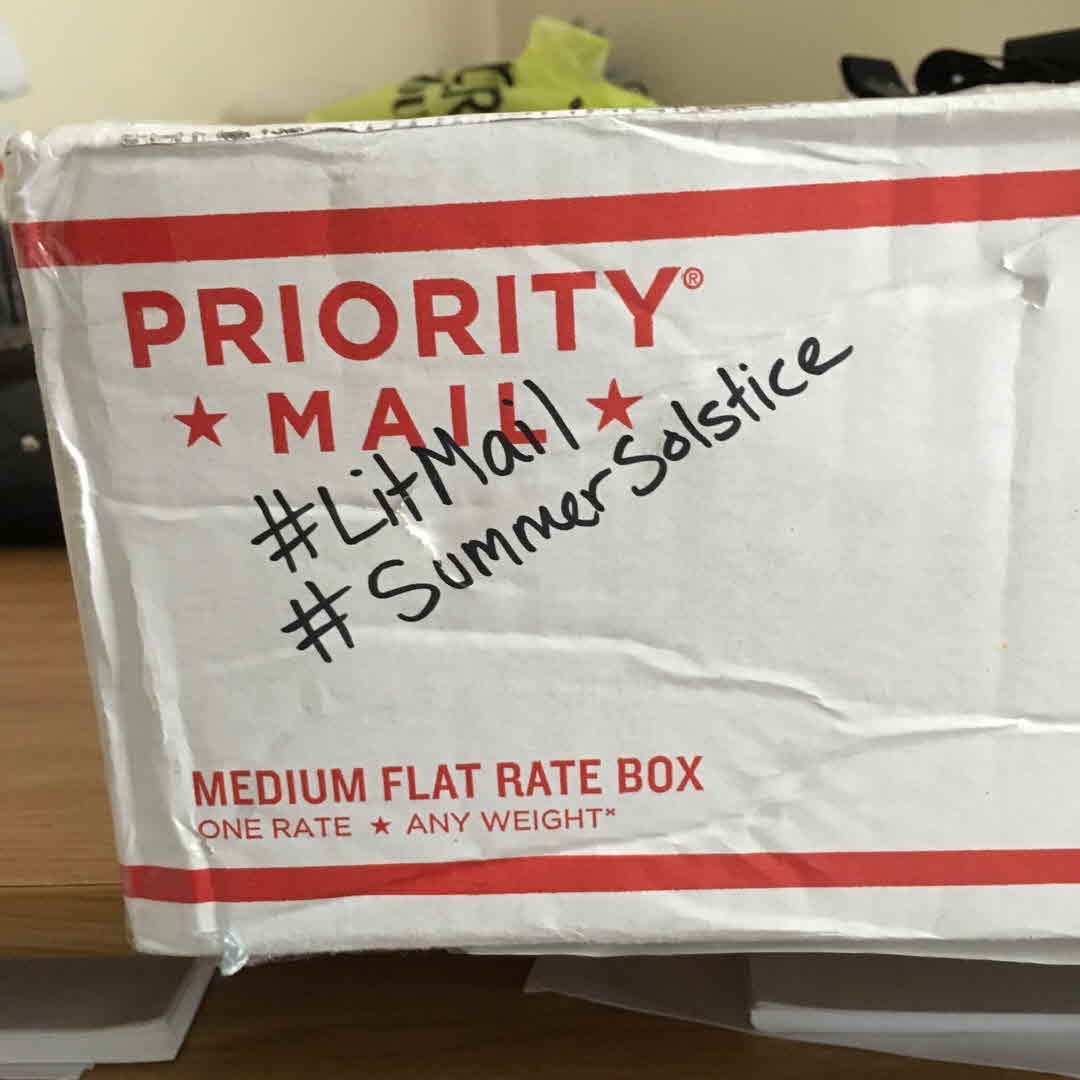 PRIORITY®
★ MAIL ★
#LitMail
#SummerSolstice
MEDIUM FLAT RATE BOX
ONE RATE ★ ANY WEIGHT*